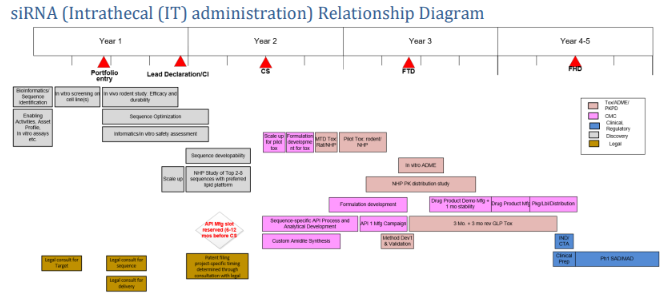 siRNA (Intrathecal (IT) administration) Relationship Diagram
Year 1
Year 2
Year 3
Year 4-5
Portfolio
entry
Lead Declaration/CI
CS
FTD
FHD
Bioinformatics/
Sequence
identification
In vitro screening on
cell line(s)
In vivo rodent study Efficacy and
durability
Enabling
Activities, Asset
Profile,
In vitro assays
etc
Sequence Optimization
Informatics/In vitro safety assessment
Sequence developability
Scale up
NHP Study of Top 2-8
sequences with preferred
lipid platform
Scale up
for pilot
tox
Formulation
developmen
t for tox
MTD Tox
Rat/NHP
Pilot Tox: rodent/
NHP
In vitro ADME
NHP PK distribution study
Formulation development
Drug Product Demo Mfg +
1 mo stability
Drug Product Mfg
Pkg/Lbl/Distribution
API Mfg slot
reserved (6-12
mos before CS
Sequence-specific API Process and
Analytical Development
API 1 Mfg Campaign
3 Mo. + 3 mo rev GLP Tox
Custom Amidite Synthesis
Method Dev't
& Validation
IND/
CTA
Clinical
Prep
Ph1 SAD/MAD
Legal consult for
Target
Legal consult for
sequence
Legal consult for
delivery
Patent filing
project-specific timing
determined through
consultation with legal
Tox/ADME/
PKPD
CMC
Clinical,
Regulatory
Discovery
Legal